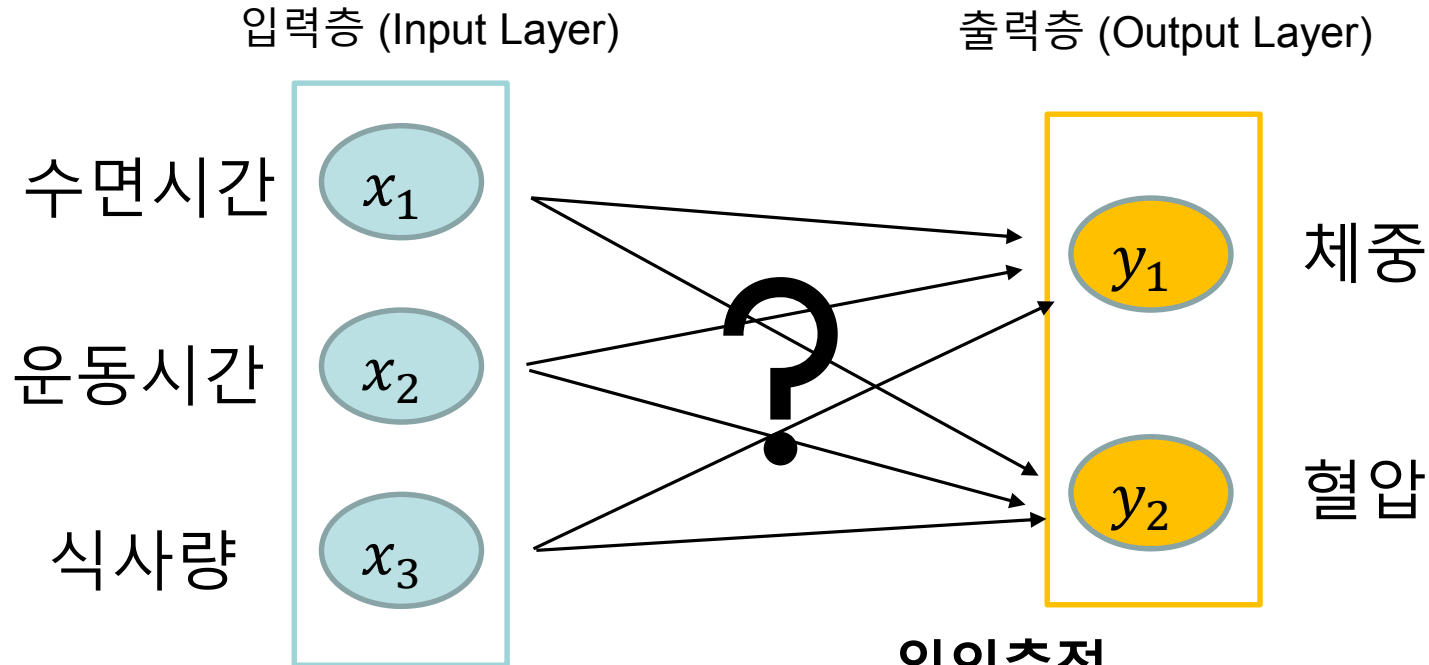 입력층 (Input Layer)
출력층 (Output Layer)
수면시간
x₁
y₁
체중
?
운동시간
x₂
식사량
x₃
y₂
혈압